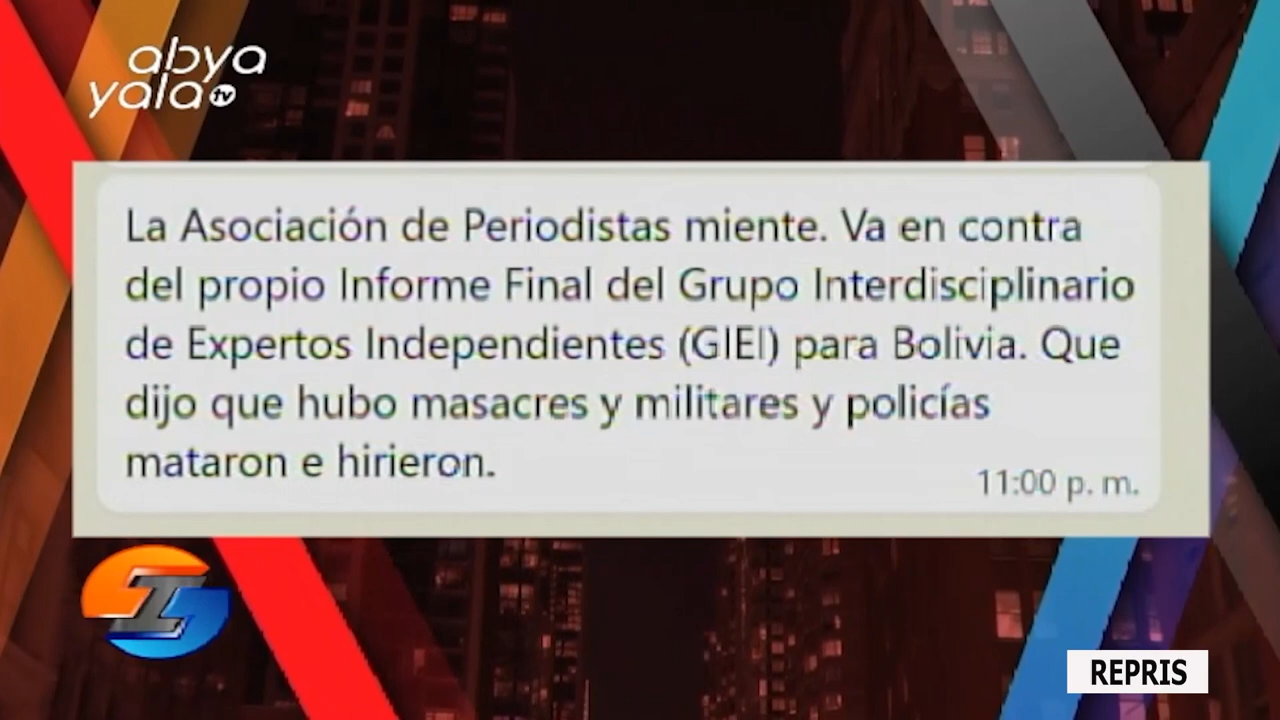 abya
yala tv
La Asociación de Periodistas miente. Va en contra
del propio Informe Final del Grupo Interdisciplinario
de Expertos Independientes (GIEI) para Bolivia. Que
dijo que hubo masacres y militares y policías
mataron e hirieron.
11:00 p. m.
REPRIS